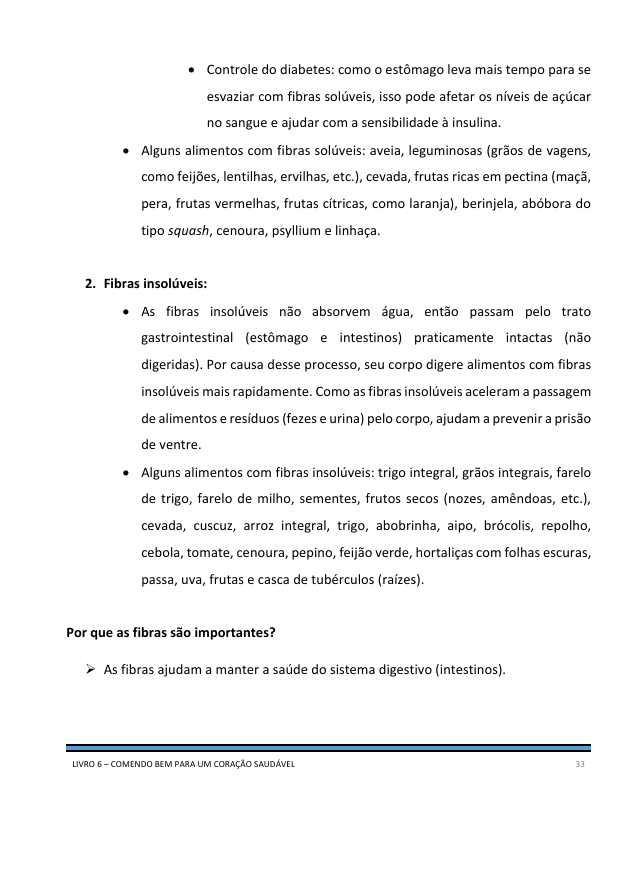 • Controle do diabetes: como o estômago leva mais tempo para se
esvaziar com fibras solúveis, isso pode afetar os níveis de açúcar
no sangue e ajudar com a sensibilidade à insulina.
• Alguns alimentos com fibras solúveis: aveia, leguminosas (grãos de vagens,
como feijões, lentilhas, ervilhas, etc.), cevada, frutas ricas em pectina (maçã,
pera, frutas vermelhas, frutas cítricas, como laranja), berinjela, abóbora do
tipo squash, cenoura, psyllium e linhaça.
2. Fibras insolúveis:
• As fibras insolúveis não absorvem água, então passam pelo trato
gastrointestinal (estômago e intestinos) praticamente intactas (não
digeridas). Por causa desse processo, seu corpo digere alimentos com fibras
insolúveis mais rapidamente. Como as fibras insolúveis aceleram a passagem
de alimentos e resíduos (fezes e urina) pelo corpo, ajudam a prevenir a prisão
de ventre.
• Alguns alimentos com fibras insolúveis: trigo integral, grãos integrais, farelo
de trigo, farelo de milho, sementes, frutos secos (nozes, amêndoas, etc.),
cevada, cuscuz, arroz integral, trigo, abobrinha, aipo, brócolis, repolho,
cebola, tomate, cenoura, pepino, feijão verde, hortaliças com folhas escuras,
passa, uva, frutas e casca de tubérculos (raízes).
Por que as fibras são importantes?
➢ As fibras ajudam a manter a saúde do sistema digestivo (intestinos).
LIVRO 6 – COMENDO BEM PARA UM CORAÇÃO SAUDÁVEL 33